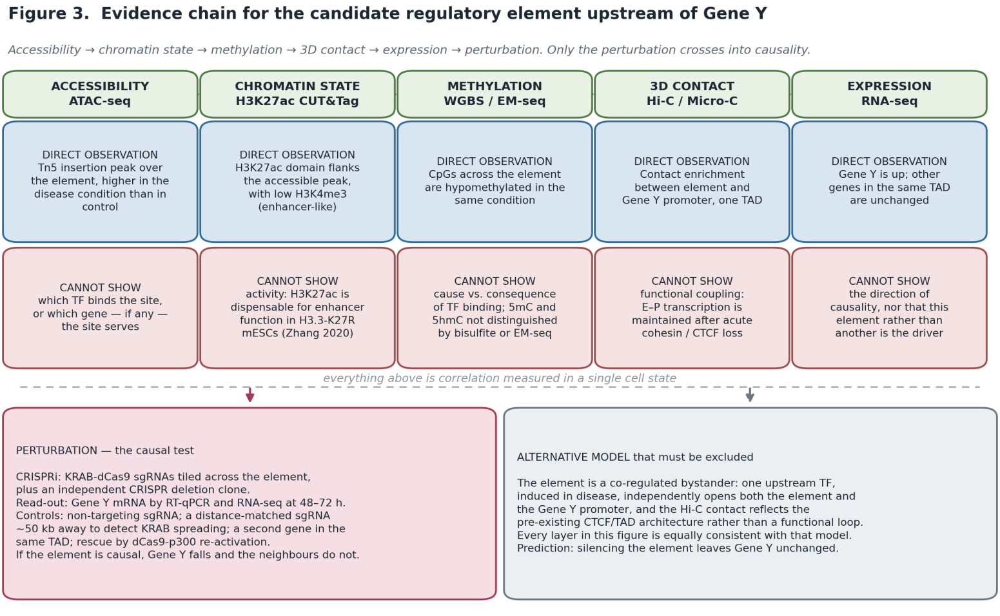 Figure 3.  Evidence chain for the candidate regulatory element upstream of Gene Y
Accessibility → chromatin state → methylation → 3D contact → expression → perturbation. Only the perturbation crosses into causality.
ACCESSIBILITY
ATAC-seq
CHROMATIN STATE
H3K27ac CUT&Tag
METHYLATION
WGBS / EM-seq
3D CONTACT
Hi-C / Micro-C
EXPRESSION
RNA-seq
DIRECT OBSERVATION
Tn5 insertion peak over
the element, higher in the
disease condition than in
control
DIRECT OBSERVATION
H3K27ac domain flanks
the accessible peak,
with low H3K4me3
(enhancer-like)
DIRECT OBSERVATION
CpGs across the element
are hypomethylated in the
same condition
DIRECT OBSERVATION
Contact enrichment
between element and
Gene Y promoter, one TAD
DIRECT OBSERVATION
Gene Y is up; other
genes in the same TAD
are unchanged
CANNOT SHOW
which TF binds the site,
or which gene — if any —
the site serves
CANNOT SHOW
activity: H3K27ac is
dispensable for enhancer
function in H3.3-K27R
mESCs (Zhang 2020)
CANNOT SHOW
cause vs. consequence
of TF binding; 5mC and
5hmC not distinguished
by bisulfite or EM-seq
CANNOT SHOW
functional coupling:
E–P transcription is
maintained after acute
cohesin / CTCF loss
CANNOT SHOW
the direction of
causality, nor that this
element rather than
another is the driver
everything above is correlation measured in a single cell state
PERTURBATION — the causal test
CRISPRi: KRAB-dCas9 sgRNAs tiled across the element,
plus an independent CRISPR deletion clone.
Read-out: Gene Y mRNA by RT-qPCR and RNA-seq at 48–72 h.
Controls: non-targeting sgRNA; a distance-matched sgRNA
~50 kb away to detect KRAB spreading; a second gene in the
same TAD; rescue by dCas9-p300 re-activation.
If the element is causal, Gene Y falls and the neighbours do not.
ALTERNATIVE MODEL that must be excluded
The element is a co-regulated bystander: one upstream TF,
induced in disease, independently opens both the element and
the Gene Y promoter, and the Hi-C contact reflects the
pre-existing CTCF/TAD architecture rather than a functional loop.
Every layer in this figure is equally consistent with that model.
Prediction: silencing the element leaves Gene Y unchanged.